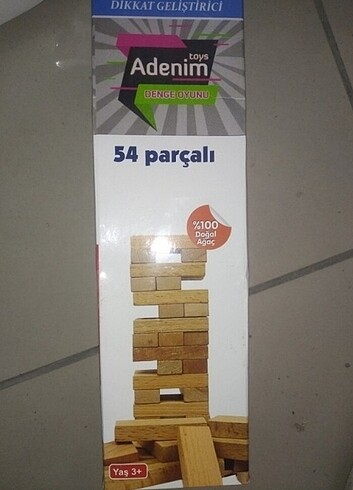 DİKKAT GELİŞTİRİCİ
toys
Adenim
DENGE OYUNU
54 parçalı
%100
Doğal
Ağaç
Yaş 3+